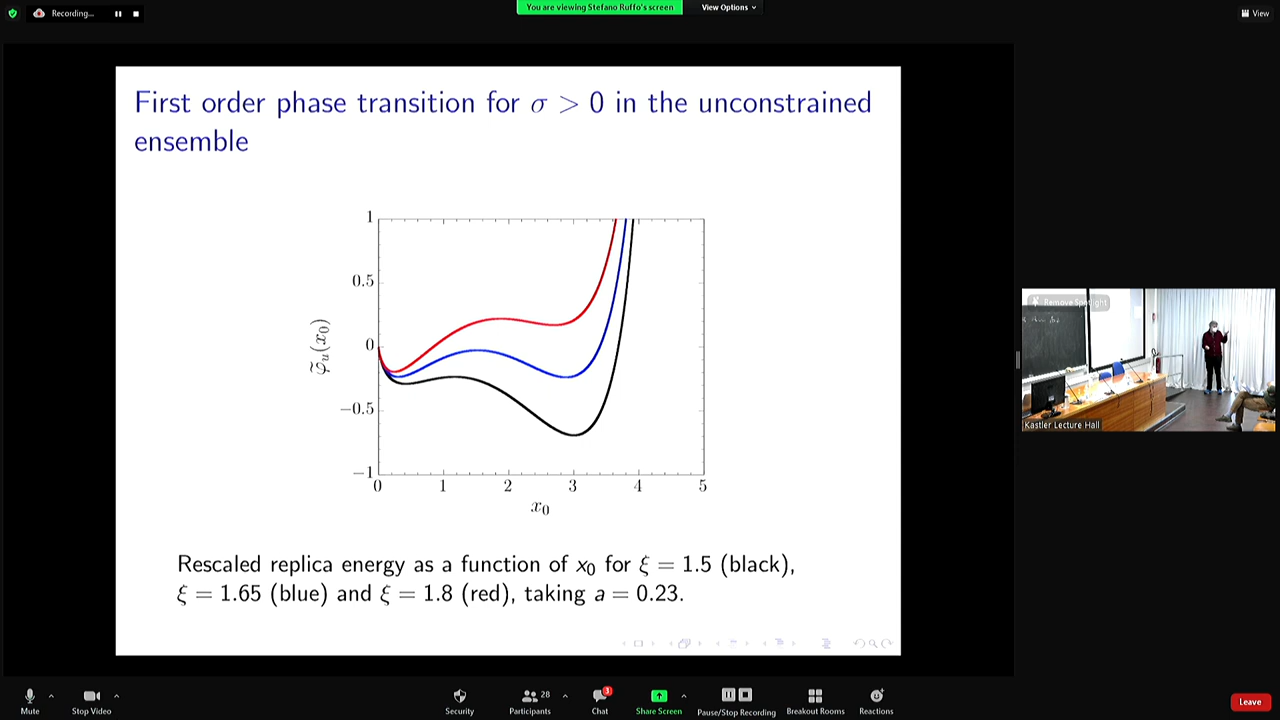 Recording...
You are viewing Stefano Ruffo's screen
View Options
View
First order phase transition for σ > 0 in the unconstrained
ensemble
1
0.5
0
−0.5
−1
0 1 2 3 4 5
φ̃ᵤ(x₀)
x₀
Rescaled replica energy as a function of x₀ for ξ = 1.5 (black),
ξ = 1.65 (blue) and ξ = 1.8 (red), taking a = 0.23.
Remove Spotlight
Kastler Lecture Hall
Mute
Stop Video
Security
Participants
28
Chat
3
Share Screen
Pause/Stop Recording
Breakout Rooms
Reactions
Leave